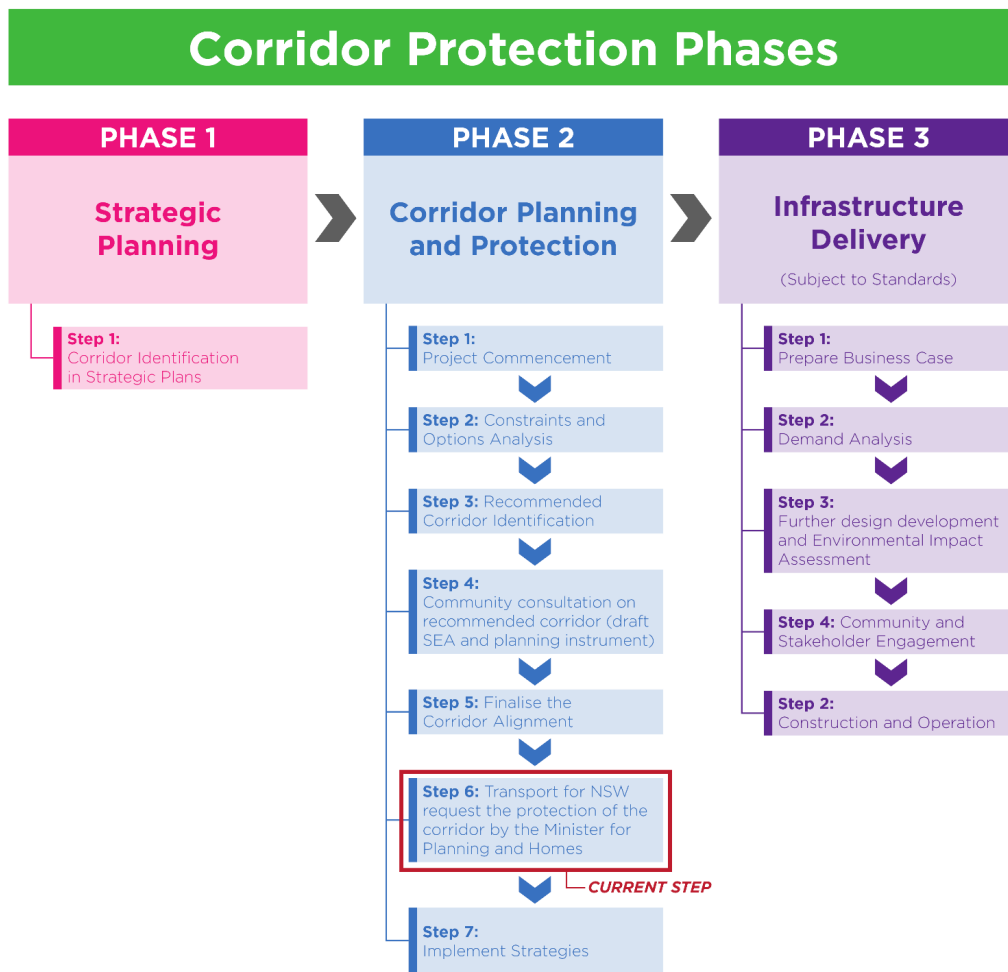 Corridor Protection Phases
PHASE 1
Strategic
Planning
Step 1:
Corridor Identification
in Strategic Plans
PHASE 2
Corridor Planning
and Protection
Step 1:
Project Commencement
Step 2: Constraints and
Options Analysis
Step 3: Recommended
Corridor Identification
Step 4:
Community consultation on
recommended corridor (draft
SEA and planning instrument)
Step 5: Finalise the
Corridor Alignment
Step 6: Transport for NSW
request the protection of the
corridor by the Minister for
Planning and Homes
CURRENT STEP
Step 7:
Implement Strategies
PHASE 3
Infrastructure
Delivery
(Subject to Standards)
Step 1:
Prepare Business Case
Step 2:
Demand Analysis
Step 3:
Further design development
and Environmental Impact
Assessment
Step 4: Community and
Stakeholder Engagement
Step 2:
Construction and Operation